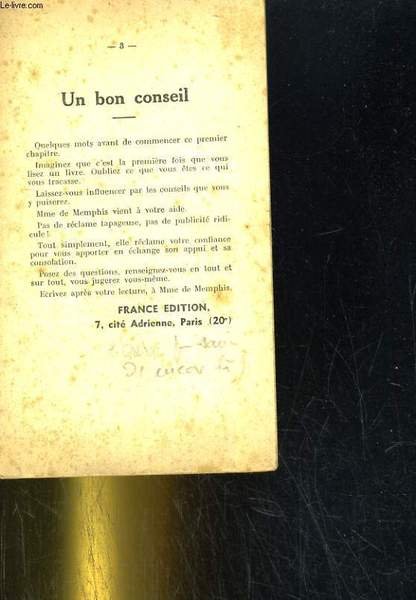 Le-livre.com
— 3 —
Un bon conseil
Quelques mots avant de commencer ce premier
chapitre.
Imaginez que c'est la première fois que vous
lisez un livre. Oubliez ce que vous êtes ce qui
vous tracasse.
Laissez-vous influencer par les conseils que vous
y puiserez.
Mme de Memphis vient à votre aide.
Pas de réclame tapageuse, pas de publicité ridi-
cule !
Tout simplement, elle réclame votre confiance
pour vous apporter en échange son appui et sa
consolation.
Posez des questions, renseignez-vous en tout et
sur tout, vous jugerez vous-même.
Ecrivez après votre lecture, à Mme de Memphis.
FRANCE EDITION,
7, cité Adrienne, Paris (20e)